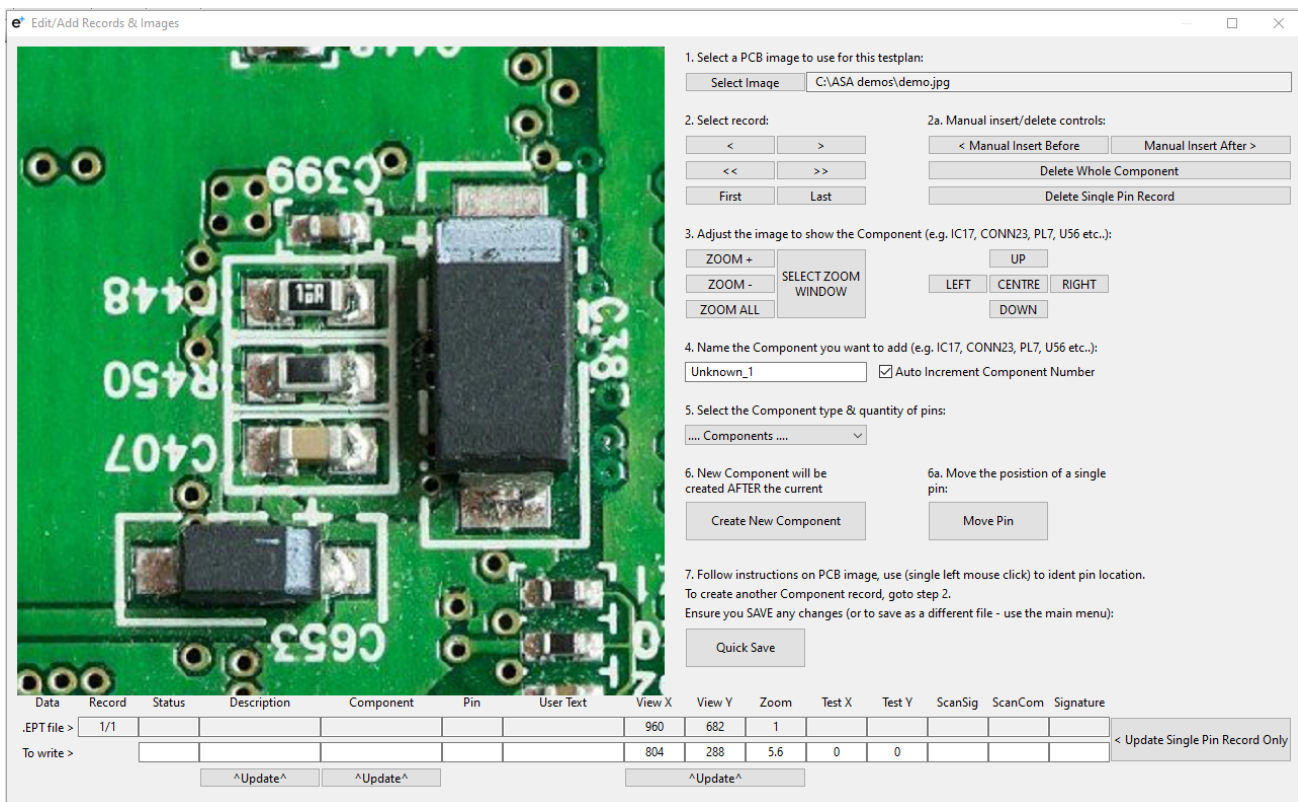 e+ Edit/Add Records & Images
C399
R448
R450
C407
C38
C653
1. Select a PCB image to use for this testplan:
Select Image C:\ASA demos\demo.jpg
2. Select record:
2a. Manual insert/delete controls:
< >
< Manual Insert Before Manual Insert After >
<< >>
Delete Whole Component
First Last
Delete Single Pin Record
3. Adjust the image to show the Component (e.g. IC17, CONN23, PL7, U56 etc..):
ZOOM +
ZOOM -
ZOOM ALL
SELECT ZOOM
WINDOW
UP
LEFT CENTRE RIGHT
DOWN
4. Name the Component you want to add (e.g. IC17, CONN23, PL7, U56 etc..):
Unknown_1 Auto Increment Component Number
5. Select the Component type & quantity of pins:
.... Components ....
6. New Component will be
created AFTER the current
6a. Move the posistion of a single
pin:
Create New Component Move Pin
7. Follow instructions on PCB image, use (single left mouse click) to ident pin location.
To create another Component record, goto step 2.
Ensure you SAVE any changes (or to save as a different file - use the main menu):
Quick Save
Data Record Status Description Component Pin User Text View X View Y Zoom Test X Test Y ScanSig ScanCom Signature
.EPT file > 1/1 960 682 1
To write > 804 288 5.6 0 0
< Update Single Pin Record Only
^Update^ ^Update^ ^Update^